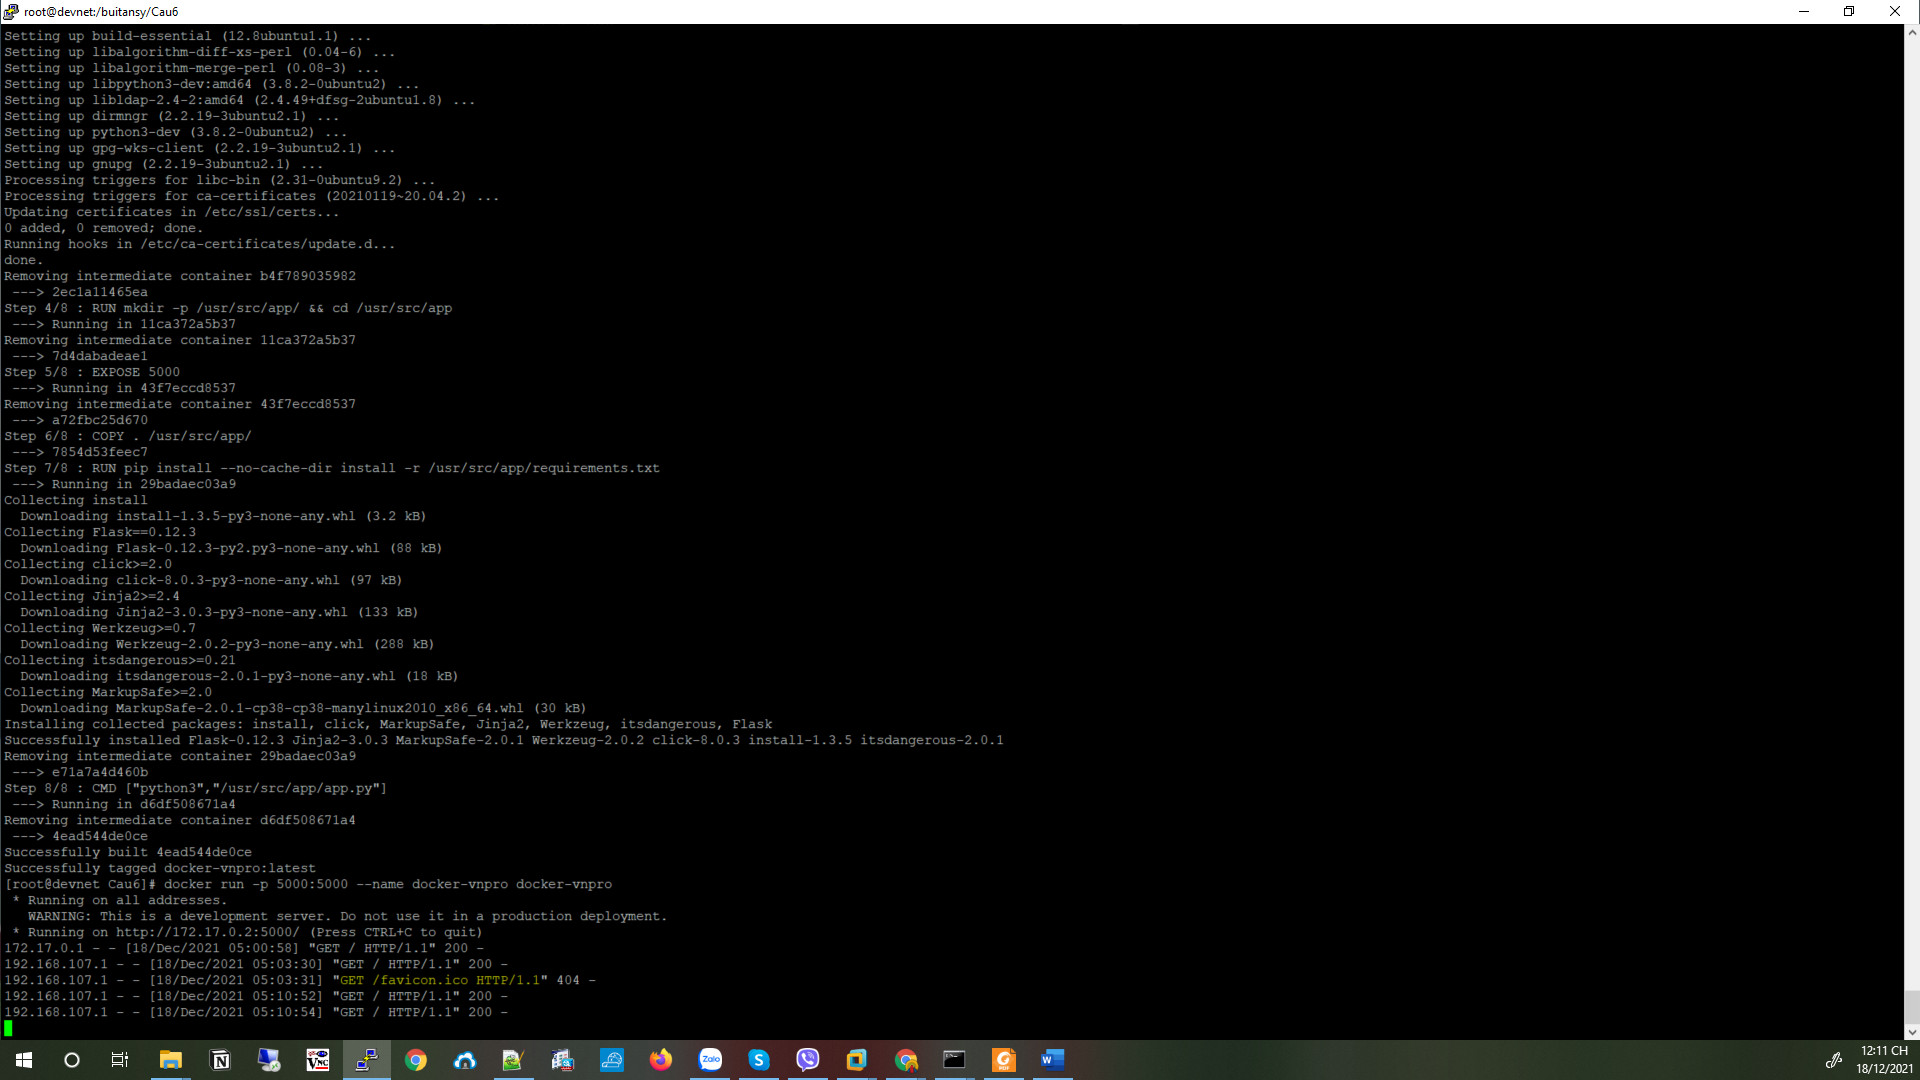 root@devnet:/buitansy/Cau6
Setting up build-essential (12.8ubuntu1.1) ...
Setting up libalgorithm-diff-xs-perl (0.04-6) ...
Setting up libalgorithm-merge-perl (0.08-3) ...
Setting up libpython3-dev:amd64 (3.8.2-0ubuntu2) ...
Setting up libldap-2.4-2:amd64 (2.4.49+dfsg-2ubuntu1.8) ...
Setting up dirmngr (2.2.19-3ubuntu2.1) ...
Setting up python3-dev (3.8.2-0ubuntu2) ...
Setting up gpg-wks-client (2.2.19-3ubuntu2.1) ...
Setting up gnupg (2.2.19-3ubuntu2.1) ...
Processing triggers for libc-bin (2.31-0ubuntu9.2) ...
Processing triggers for ca-certificates (20210119~20.04.2) ...
Updating certificates in /etc/ssl/certs...
0 added, 0 removed; done.
Running hooks in /etc/ca-certificates/update.d...
done.
Removing intermediate container b4f789035982
 ---> 2ec1a11465ea
Step 4/8 : RUN mkdir -p /usr/src/app/ && cd /usr/src/app
 ---> Running in 11ca372a5b37
Removing intermediate container 11ca372a5b37
 ---> 7d4dabadeae1
Step 5/8 : EXPOSE 5000
 ---> Running in 43f7eccd8537
Removing intermediate container 43f7eccd8537
 ---> a72fbc25d670
Step 6/8 : COPY . /usr/src/app/
 ---> 7854d53feec7
Step 7/8 : RUN pip install --no-cache-dir install -r /usr/src/app/requirements.txt
 ---> Running in 29badaec03a9
Collecting install
  Downloading install-1.3.5-py3-none-any.whl (3.2 kB)
Collecting Flask==0.12.3
  Downloading Flask-0.12.3-py2.py3-none-any.whl (88 kB)
Collecting click>=2.0
  Downloading click-8.0.3-py3-none-any.whl (97 kB)
Collecting Jinja2>=2.4
  Downloading Jinja2-3.0.3-py3-none-any.whl (133 kB)
Collecting Werkzeug>=0.7
  Downloading Werkzeug-2.0.2-py3-none-any.whl (288 kB)
Collecting itsdangerous>=0.21
  Downloading itsdangerous-2.0.1-py3-none-any.whl (18 kB)
Collecting MarkupSafe>=2.0
  Downloading MarkupSafe-2.0.1-cp38-cp38-manylinux2010_x86_64.whl (30 kB)
Installing collected packages: install, click, MarkupSafe, Jinja2, Werkzeug, itsdangerous, Flask
Successfully installed Flask-0.12.3 Jinja2-3.0.3 MarkupSafe-2.0.1 Werkzeug-2.0.2 click-8.0.3 install-1.3.5 itsdangerous-2.0.1
Removing intermediate container 29badaec03a9
 ---> e71a7a4d460b
Step 8/8 : CMD ["python3","/usr/src/app/app.py"]
 ---> Running in d6df508671a4
Removing intermediate container d6df508671a4
 ---> 4ead544de0ce
Successfully built 4ead544de0ce
Successfully tagged docker-vnpro:latest
[root@devnet Cau6]# docker run -p 5000:5000 --name docker-vnpro docker-vnpro
 * Running on all addresses.
   WARNING: This is a development server. Do not use it in a production deployment.
 * Running on http://172.17.0.2:5000/ (Press CTRL+C to quit)
172.17.0.1 - - [18/Dec/2021 05:00:58] "GET / HTTP/1.1" 200 -
192.168.107.1 - - [18/Dec/2021 05:03:30] "GET / HTTP/1.1" 200 -
192.168.107.1 - - [18/Dec/2021 05:03:31] "GET /favicon.ico HTTP/1.1" 404 -
192.168.107.1 - - [18/Dec/2021 05:10:52] "GET / HTTP/1.1" 200 -
192.168.107.1 - - [18/Dec/2021 05:10:54] "GET / HTTP/1.1" 200 -
Zalo
12:11 CH
18/12/2021